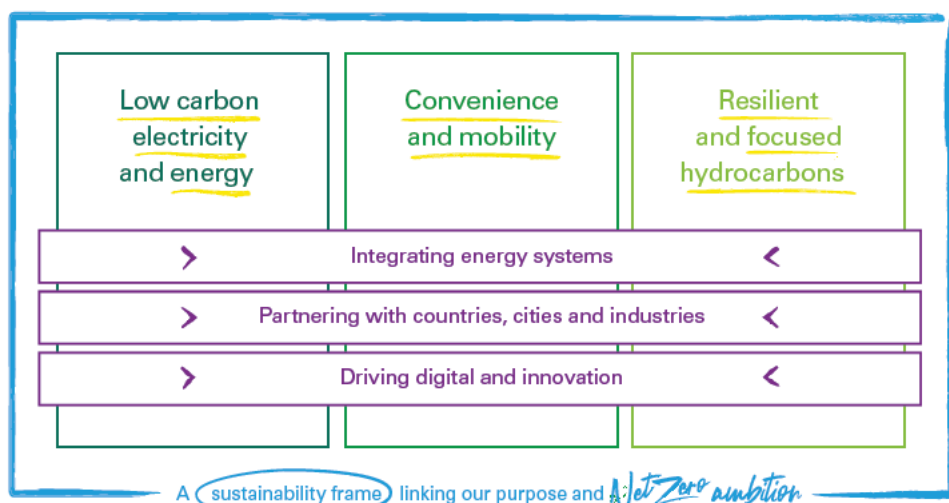 Low carbon
electricity
and energy
Convenience
and mobility
Resilient
and focused
hydrocarbons
Integrating energy systems
Partnering with countries, cities and industries
Driving digital and innovation
A sustainability frame linking our purpose and Net Zero ambition